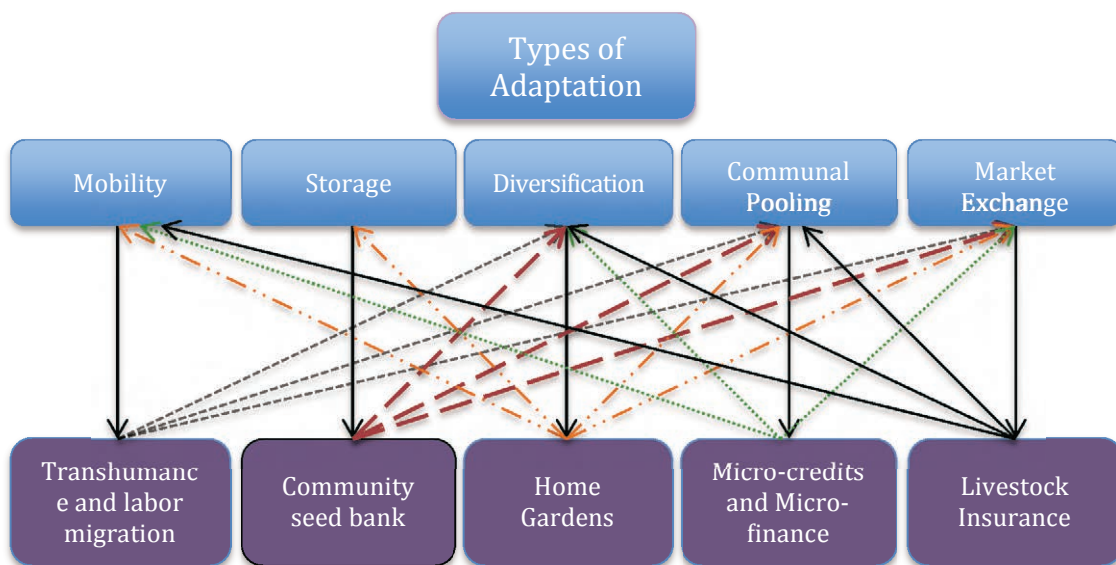 Types of
Adaptation
Mobility
Storage
Diversification
Communal
Pooling
Market
Exchange
Transhumanc
e and labor
migration
Community
seed bank
Home
Gardens
Micro-credits
and Micro-
finance
Livestock
Insurance